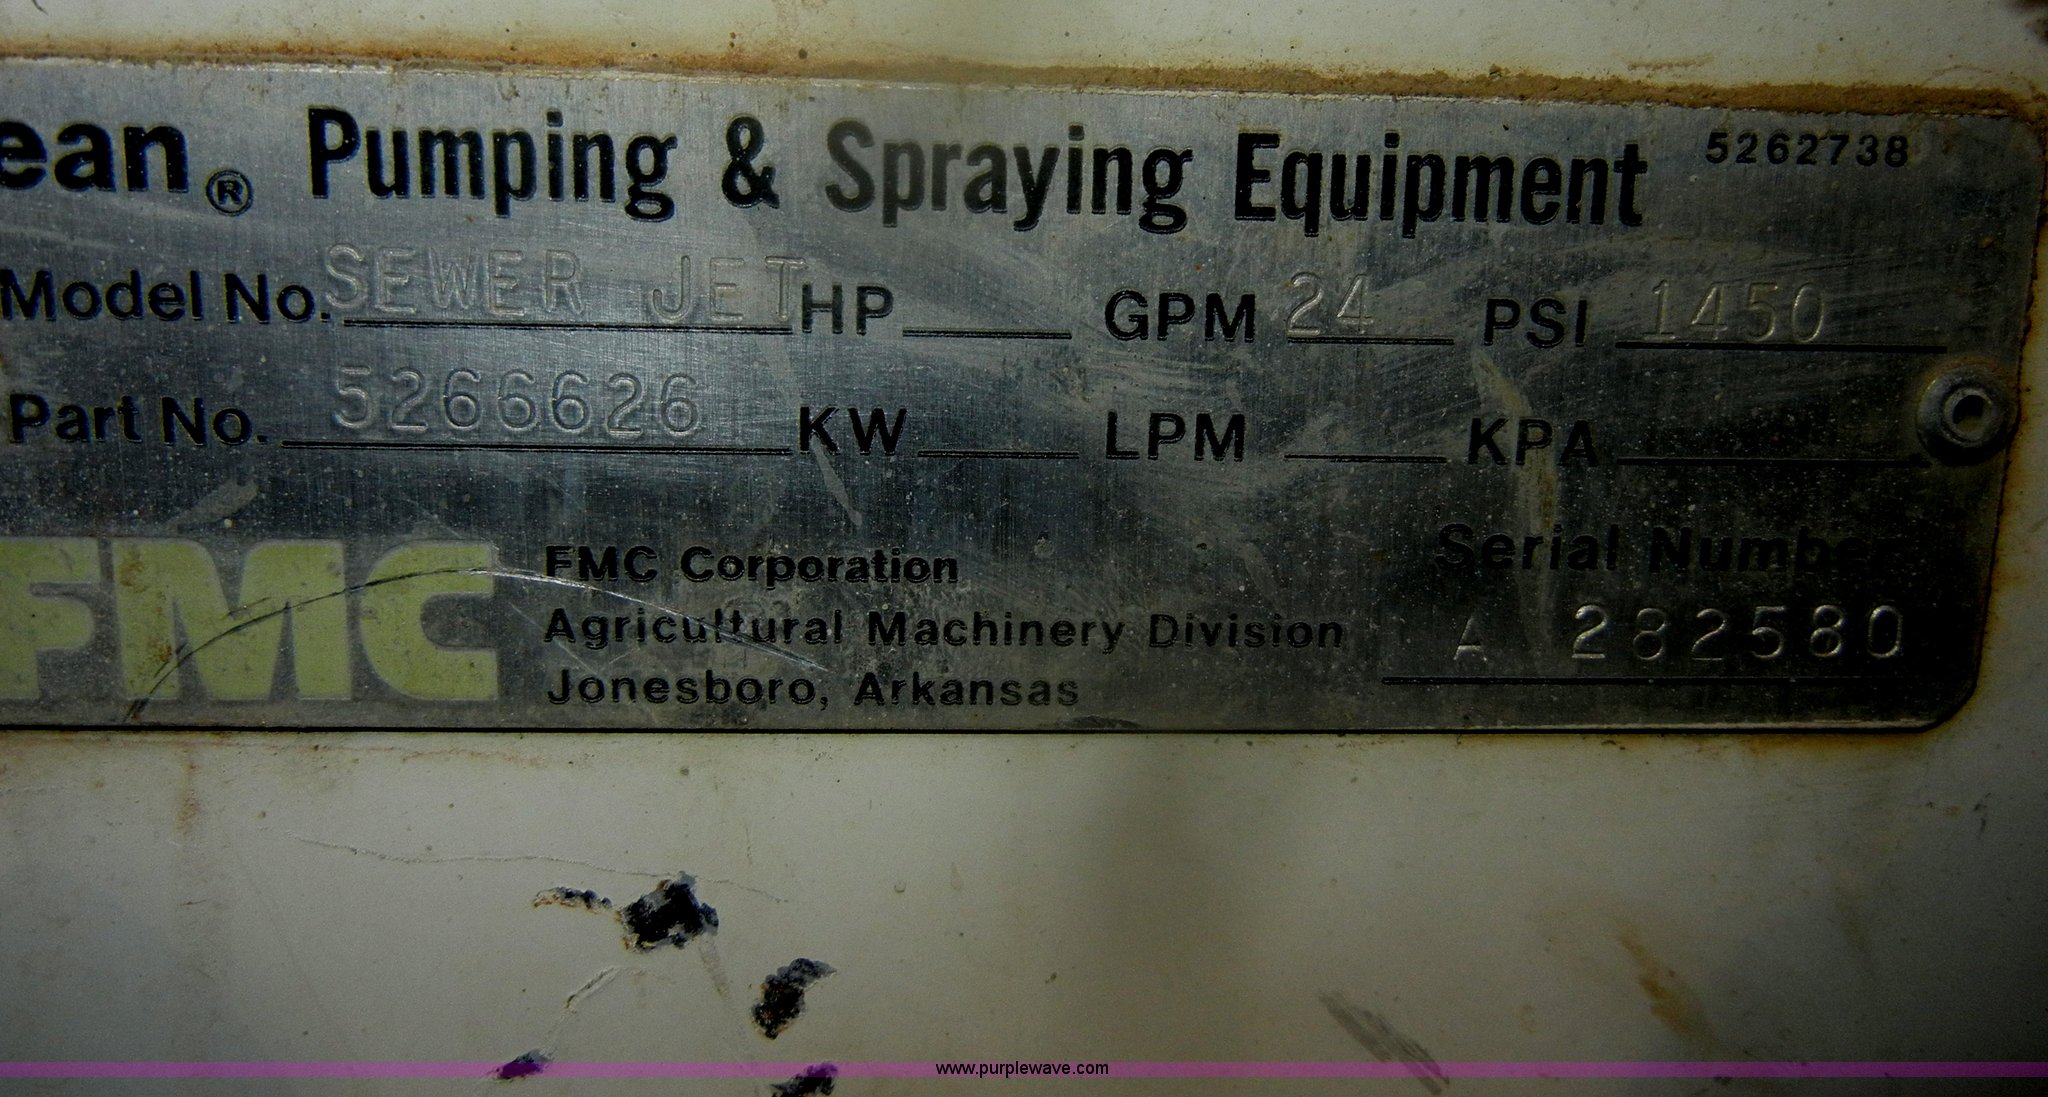 ean® Pumping & Spraying Equipment 5262738
Model No. SEWER JET HP GPM 24 PSI 1450
Part No. 5266626 KW LPM KPA
FMC
FMC Corporation
Agricultural Machinery Division
Jonesboro, Arkansas
Serial Number
A 282580
www.purplewave.com